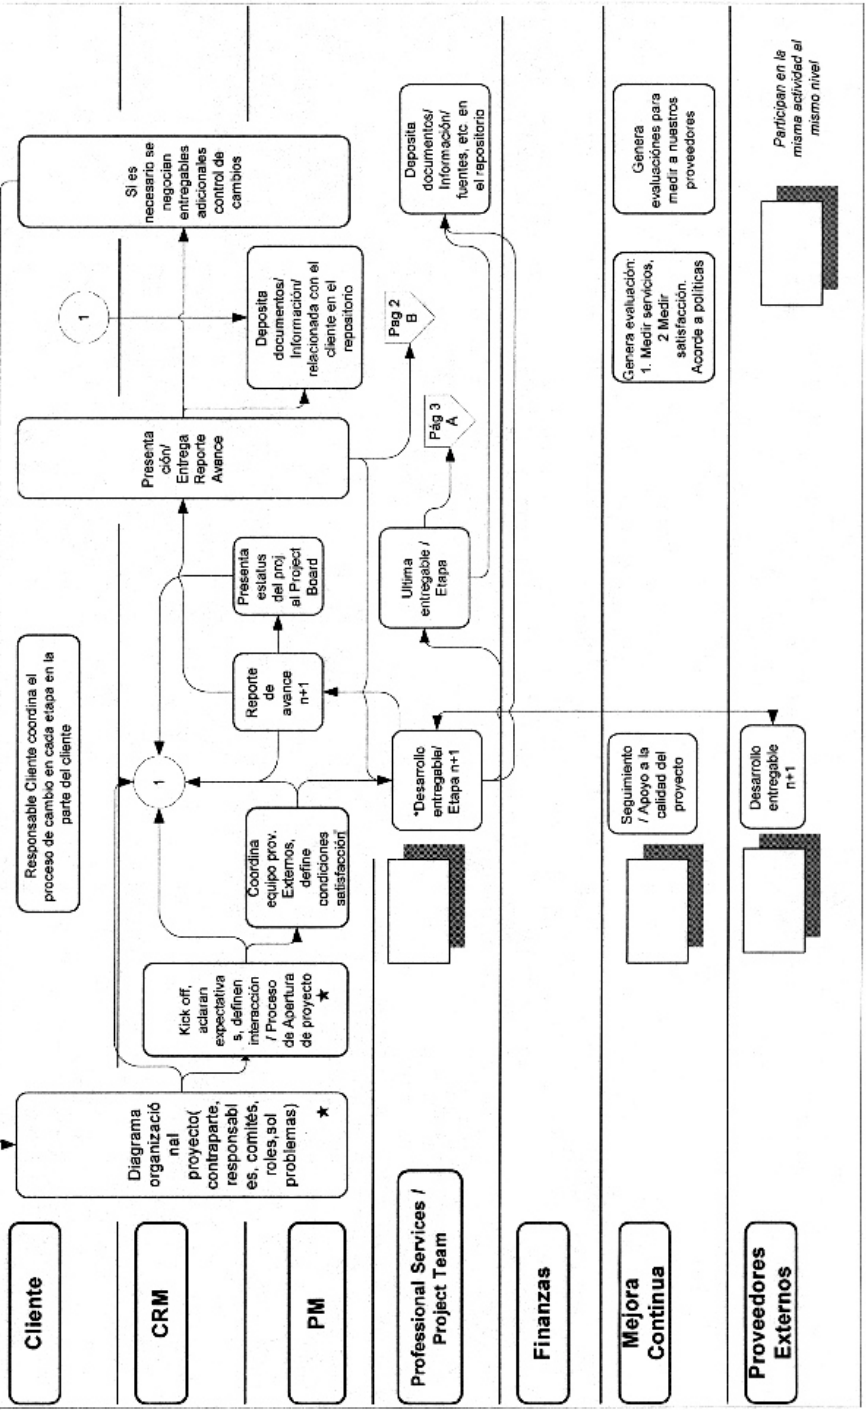 Cliente
CRM
PM
Professional Services /
Project Team
Finanzas
Mejora
Continua
Proveedores
Externos
Diagrama
organizació
nal
proyecto(
contraparte,
responsabl
es, comités,
roles,sol
problemas)
★
Kick off,
aclaran
expectativa
s, definen
interacción
/ Proceso
de Apertura
de proyecto
★
Responsable Cliente coordina el
proceso de cambio en cada etapa en la
parte del cliente
1
Coordina
equipo prov.
Externos,
define
condiciones
satisfacción"
Reporte
de
avance
n+1
Presenta
estatus
del proj
al Project
Board
Presenta
ción/
Entrega
Reporte
Avance
1
Deposita
documentos/
Información/
relacionada con el
cliente en el
repositorio
Si es
necesario se
negocian
entregables
adicionales
control de
cambios
*Desarrollo
entregable/
Etapa n+1
Ultima
entregable /
Etapa
Pág 3
A
Pag 2
B
Deposita
documentos/
Información/
fuentes, etc en
el repositorio
Seguimiento
/ Apoyo a la
calidad del
proyecto
Genera evaluación:
1. Medir servicios,
2 Medir
satisfacción.
Acorde a políticas
Genera
evaluaciónes para
medir a nuestros
proveedores
Desarrollo
entregable
n+1
Participan en la
misma actividad al
mismo nivel